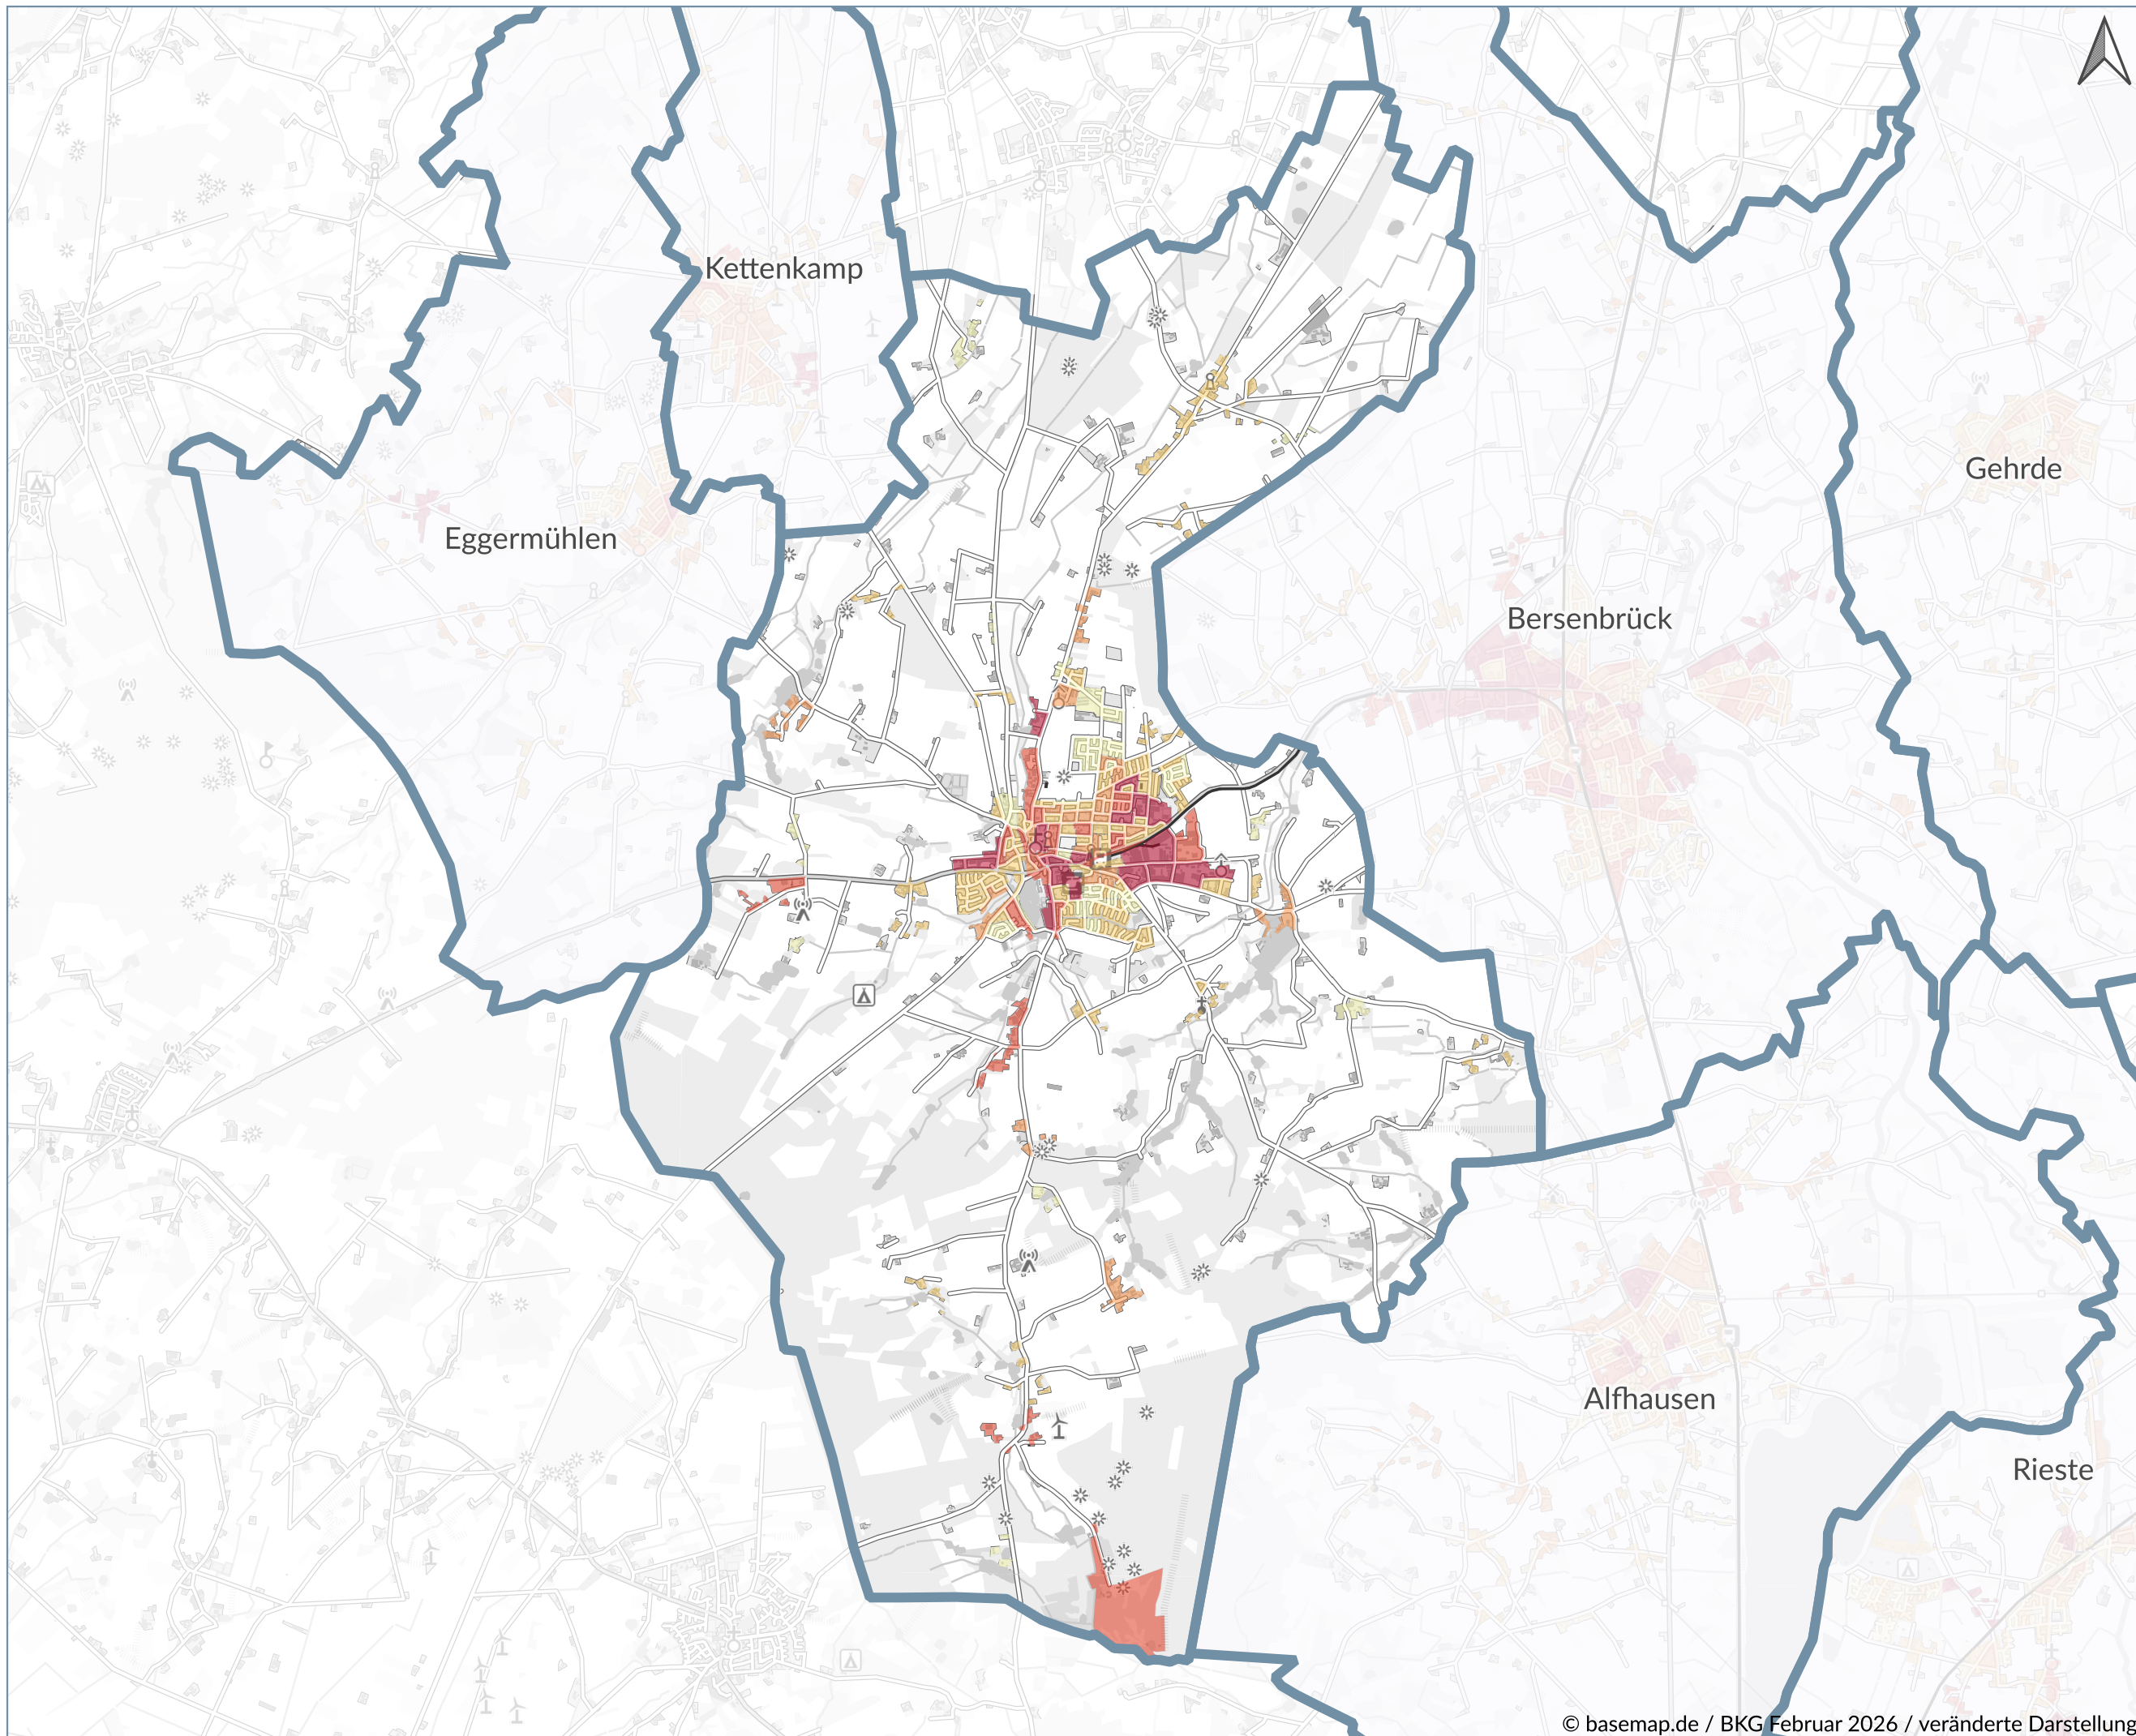 Kettenkamp
Gehrde
Eggermühlen
Bersenbrück
Alfhausen
Rieste
© basemap.de / BKG Februar 2026 / veränderte Darstellung